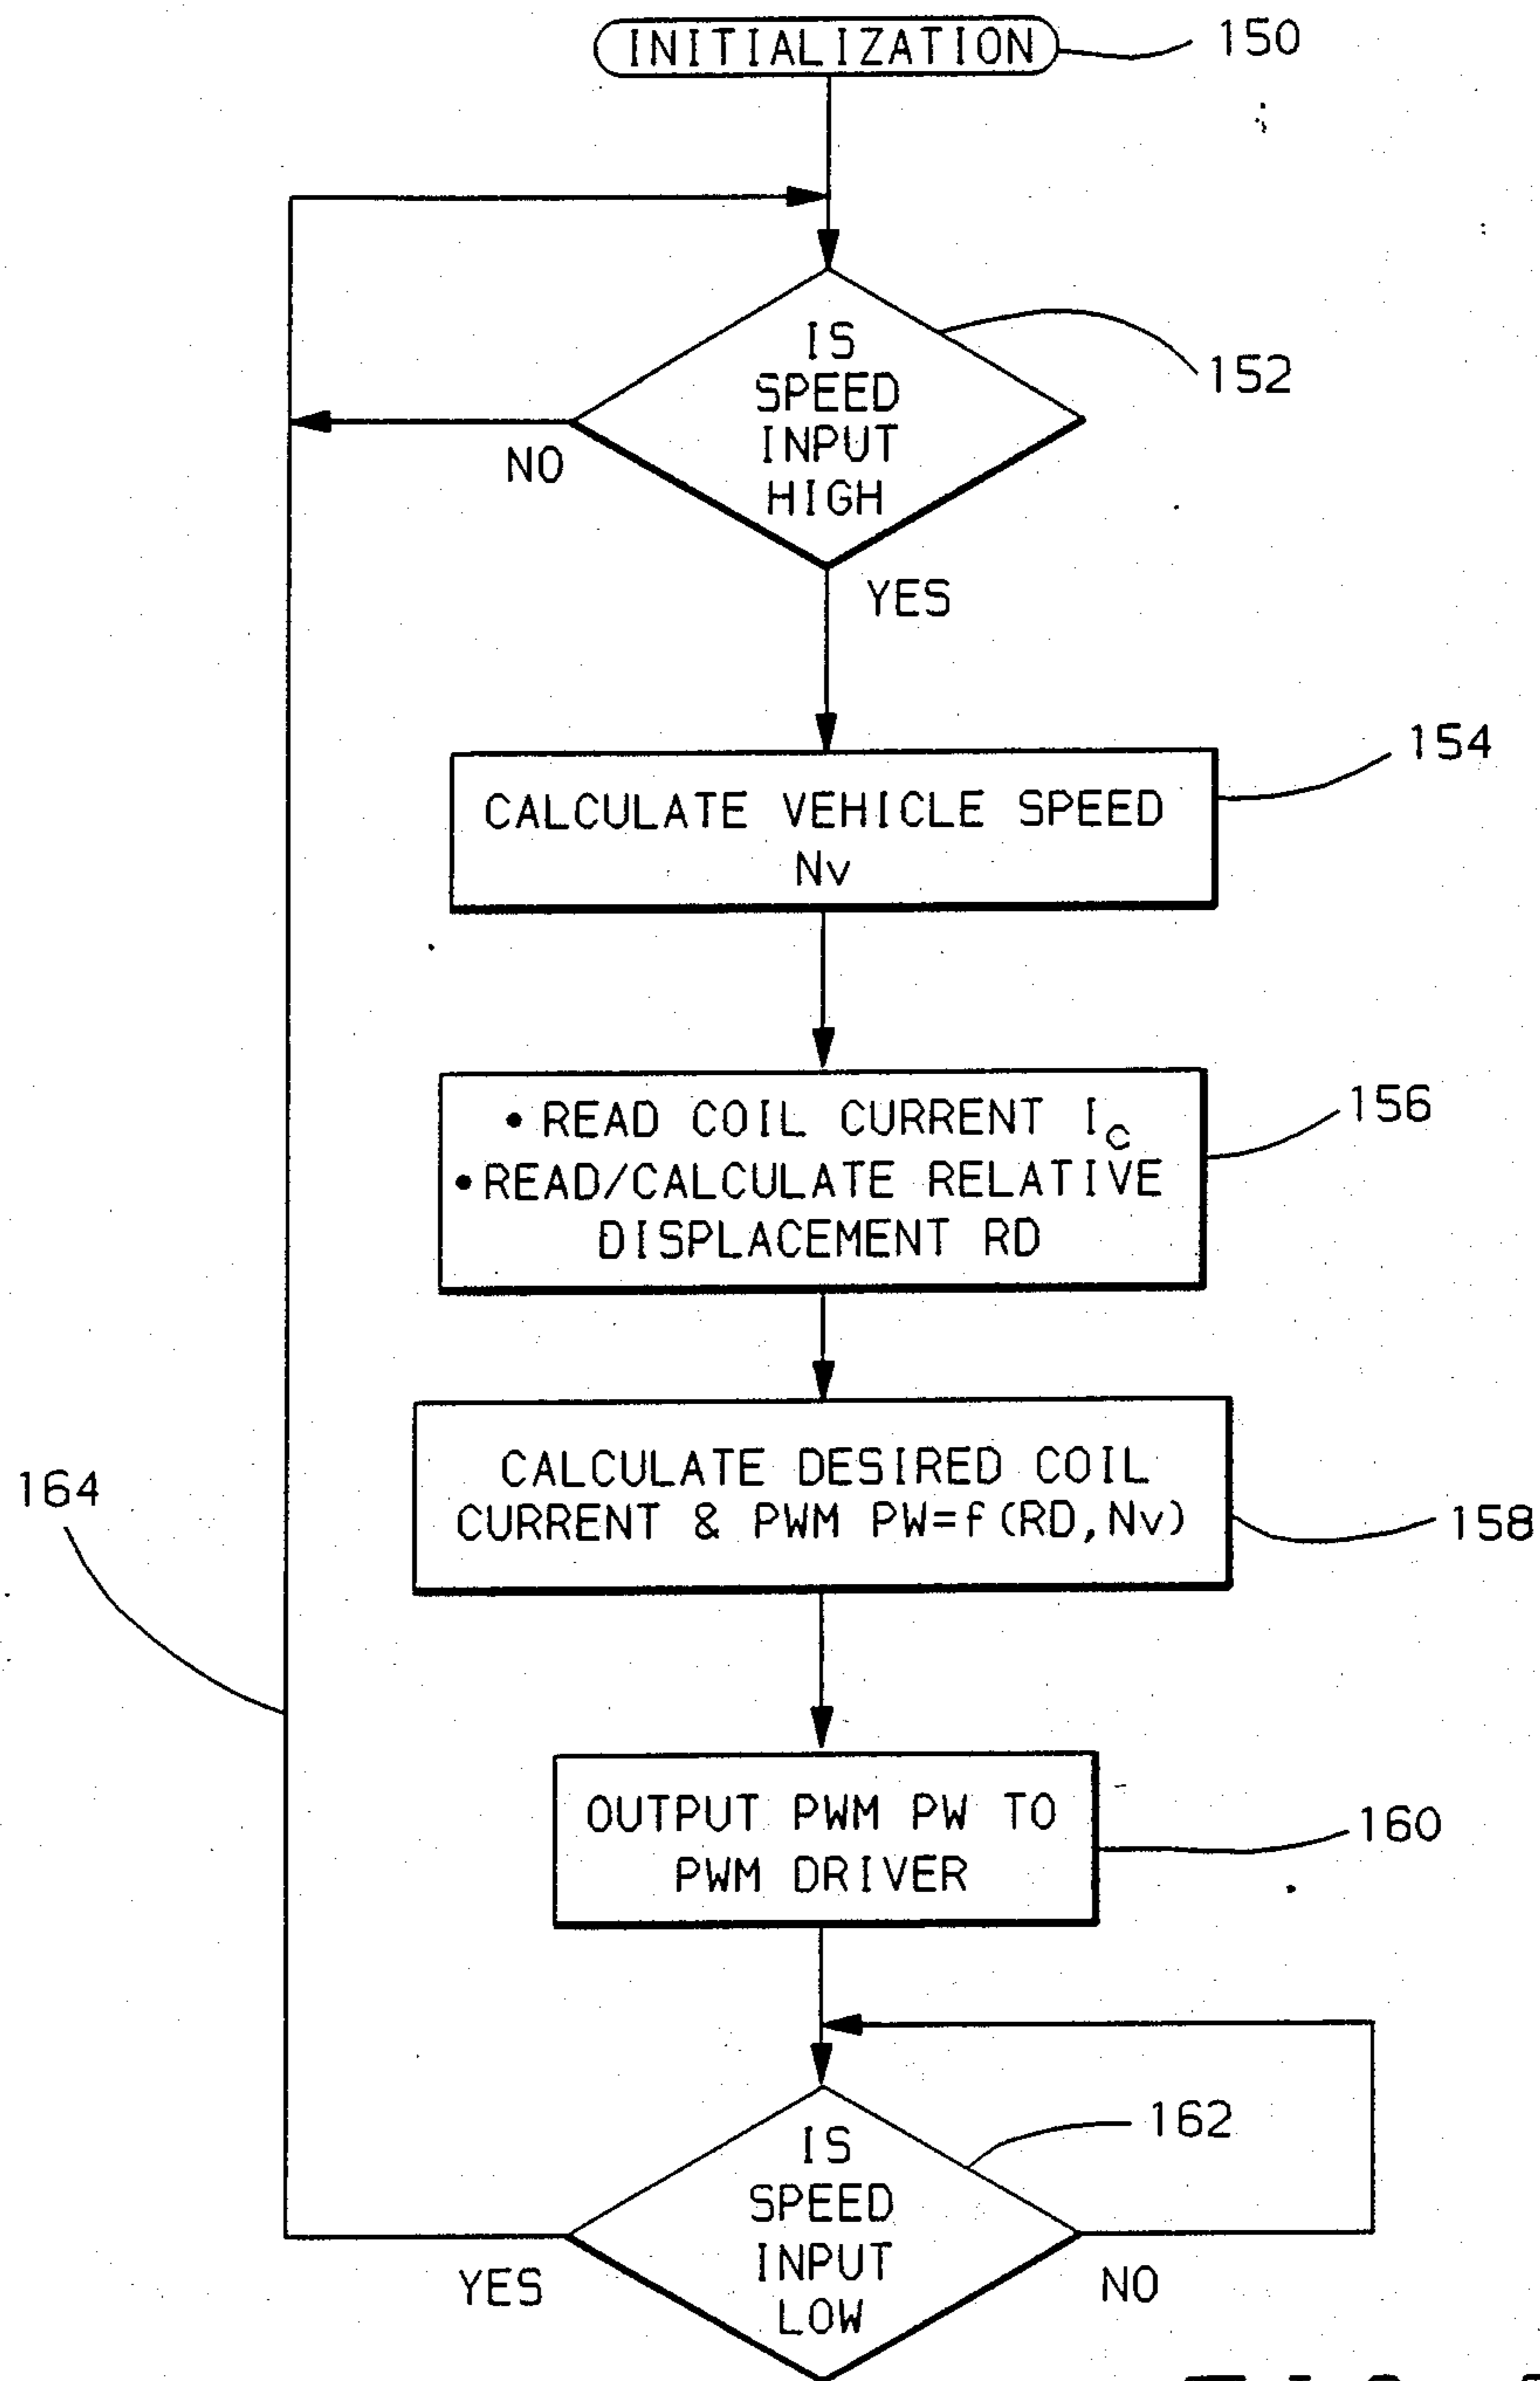 INITIALIZATION
150
IS
SPEED
INPUT
HIGH
152
NO
YES
154
CALCULATE VEHICLE SPEED
Nv
156
• READ COIL CURRENT Ic
• READ/CALCULATE RELATIVE
DISPLACEMENT RD
164
CALCULATE DESIRED COIL
CURRENT & PWM PW=f(RD,Nv)
158
OUTPUT PWM PW TO
PWM DRIVER
160
162
IS
SPEED
INPUT
LOW
YES
NO